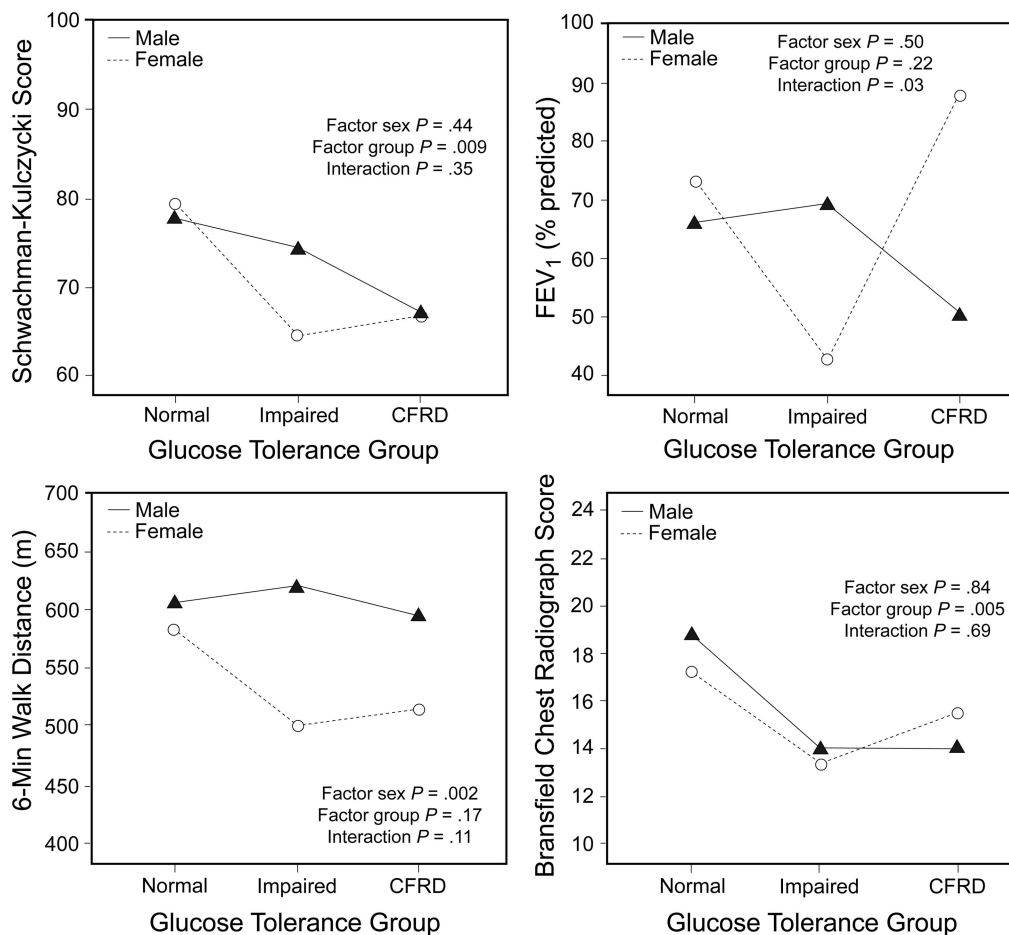 Schwachman-Kulczycki Score
100
90
80
70
60
Male
Female
Factor sex P = .44
Factor group P = .009
Interaction P = .35
Normal Impaired CFRD
Glucose Tolerance Group
FEV1 (% predicted)
100
90
80
70
60
50
40
Male
Female
Factor sex P = .50
Factor group P = .22
Interaction P = .03
Normal Impaired CFRD
Glucose Tolerance Group
6-Min Walk Distance (m)
700
650
600
550
500
450
400
Male
Female
Factor sex P = .002
Factor group P = .17
Interaction P = .11
Normal Impaired CFRD
Glucose Tolerance Group
Bransfield Chest Radiograph Score
24
22
20
18
16
14
12
10
Male
Female
Factor sex P = .84
Factor group P = .005
Interaction P = .69
Normal Impaired CFRD
Glucose Tolerance Group